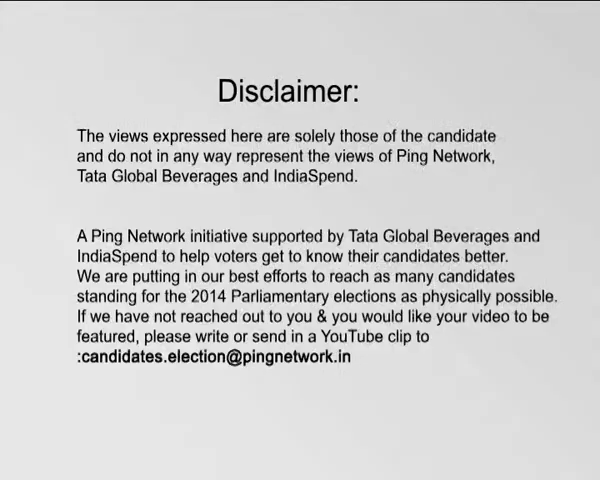 Disclaimer:
The views expressed here are solely those of the candidate
and do not in any way represent the views of Ping Network,
Tata Global Beverages and IndiaSpend.
A Ping Network initiative supported by Tata Global Beverages and
IndiaSpend to help voters get to know their candidates better.
We are putting in our best efforts to reach as many candidates
standing for the 2014 Parliamentary elections as physically possible.
If we have not reached out to you & you would like your video to be
featured, please write or send in a YouTube clip to
:candidates.election@pingnetwork.in